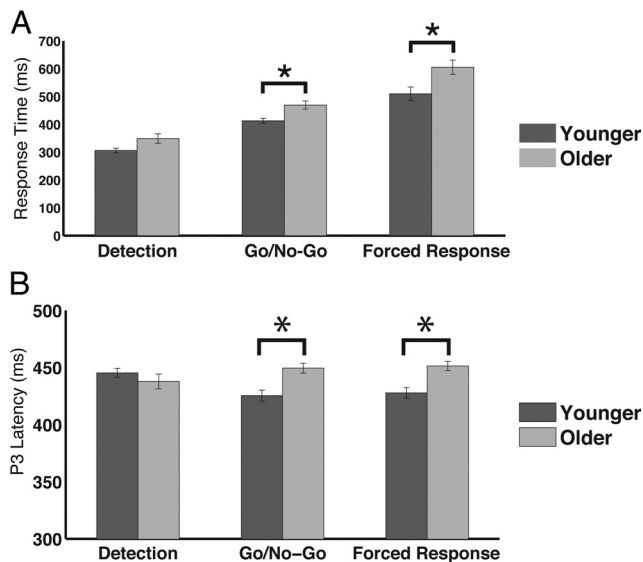 A
Response Time (ms)
700
600
500
400
300
200
100
0
*
*
Detection
Go/No-Go
Forced Response
Younger
Older
B
P3 Latency (ms)
500
450
400
450
300
*
*
Detection
Go/No–Go
Forced Response
Younger
Older